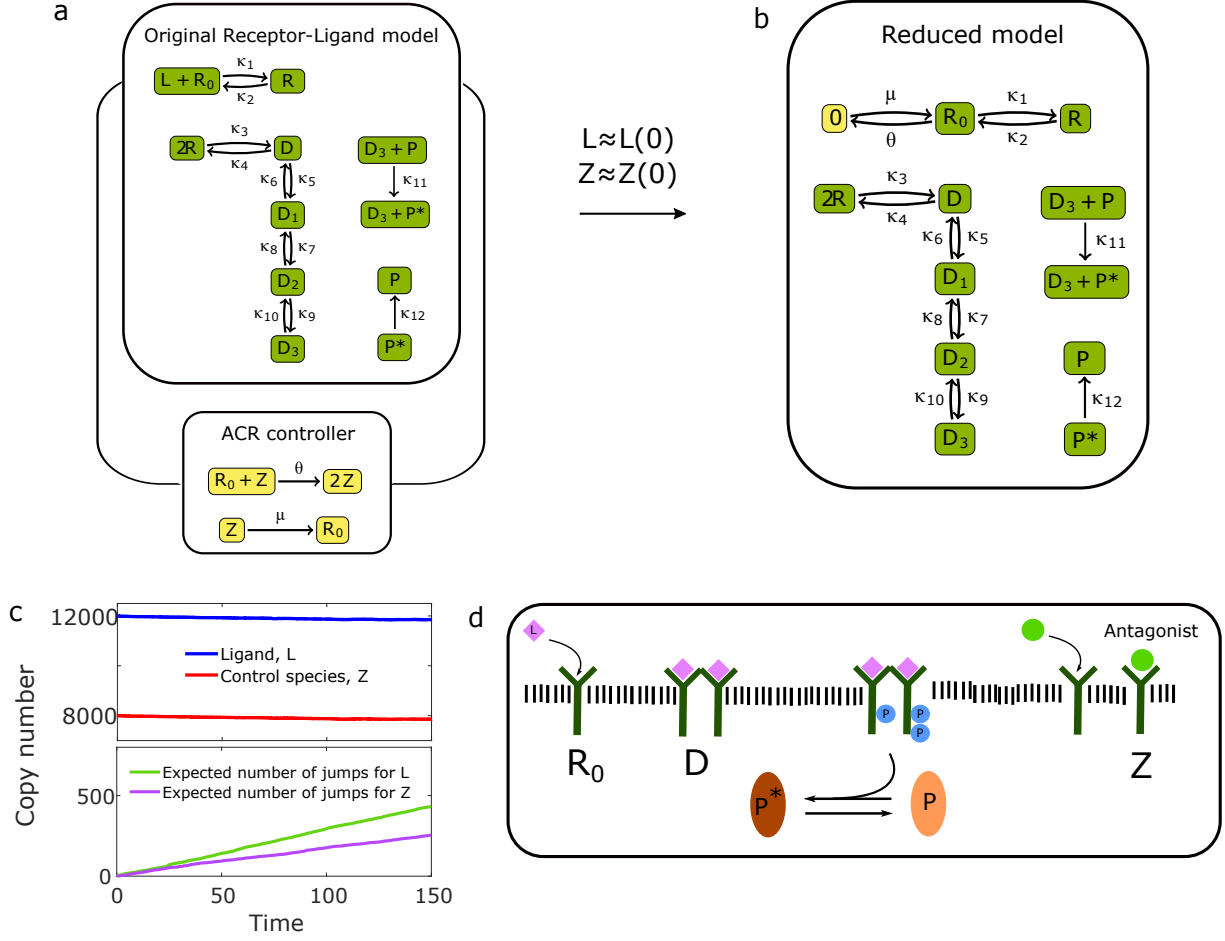 a
Original Receptor-Ligand model
L + R₀
κ₁
κ₂
R
2R
κ₃
κ₄
D
κ₆
κ₅
D₁
κ₈
κ₇
D₂
κ₁₀
κ₉
D₃
D₃ + P
κ₁₁
D₃ + P*
P
κ₁₂
P*
ACR controller
R₀ + Z
θ
2Z
Z
μ
R₀
L≈L(0)
Z≈Z(0)
b
Reduced model
0
μ
θ
R₀
κ₁
κ₂
R
2R
κ₃
κ₄
D
κ₆
κ₅
D₁
κ₈
κ₇
D₂
κ₁₀
κ₉
D₃
D₃ + P
κ₁₁
D₃ + P*
P
κ₁₂
P*
c
Copy number
12000
8000
Ligand, L
Control species, Z
500
0
Expected number of jumps for L
Expected number of jumps for Z
0
50
100
150
Time
d
L
Antagonist
P
P
P
R₀
D
Z
P*
P